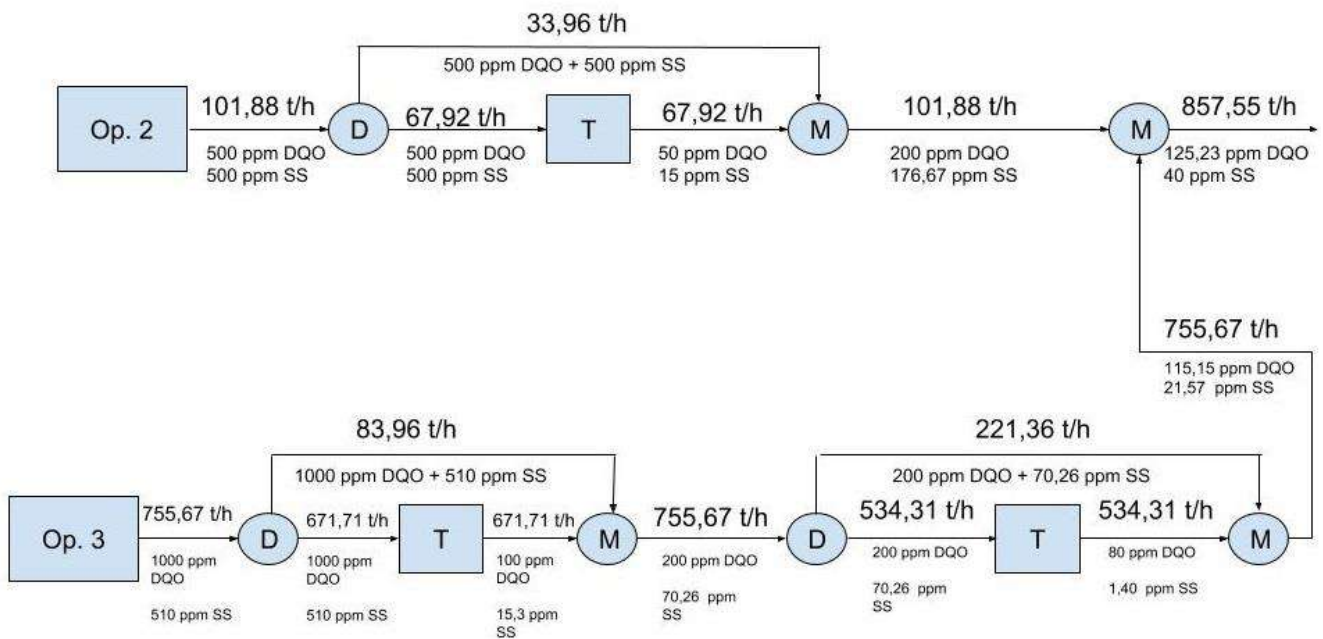 33,96 t/h
500 ppm DQO + 500 ppm SS
Op. 2
101,88 t/h
500 ppm DQO
500 ppm SS
D
67,92 t/h
500 ppm DQO
500 ppm SS
T
67,92 t/h
50 ppm DQO
15 ppm SS
M
101,88 t/h
200 ppm DQO
176,67 ppm SS
M
857,55 t/h
125,23 ppm DQO
40 ppm SS
755,67 t/h
115,15 ppm DQO
21,57 ppm SS
83,96 t/h
1000 ppm DQO + 510 ppm SS
221,36 t/h
200 ppm DQO + 70,26 ppm SS
Op. 3
755,67 t/h
1000 ppm
DQO
510 ppm SS
D
671,71 t/h
1000 ppm
DQO
510 ppm SS
T
671,71 t/h
100 ppm
DQO
15,3 ppm
SS
M
755,67 t/h
200 ppm DQO
70,26 ppm
SS
D
534,31 t/h
200 ppm DQO
70,26 ppm
SS
T
534,31 t/h
80 ppm DQO
1,40 ppm SS
M